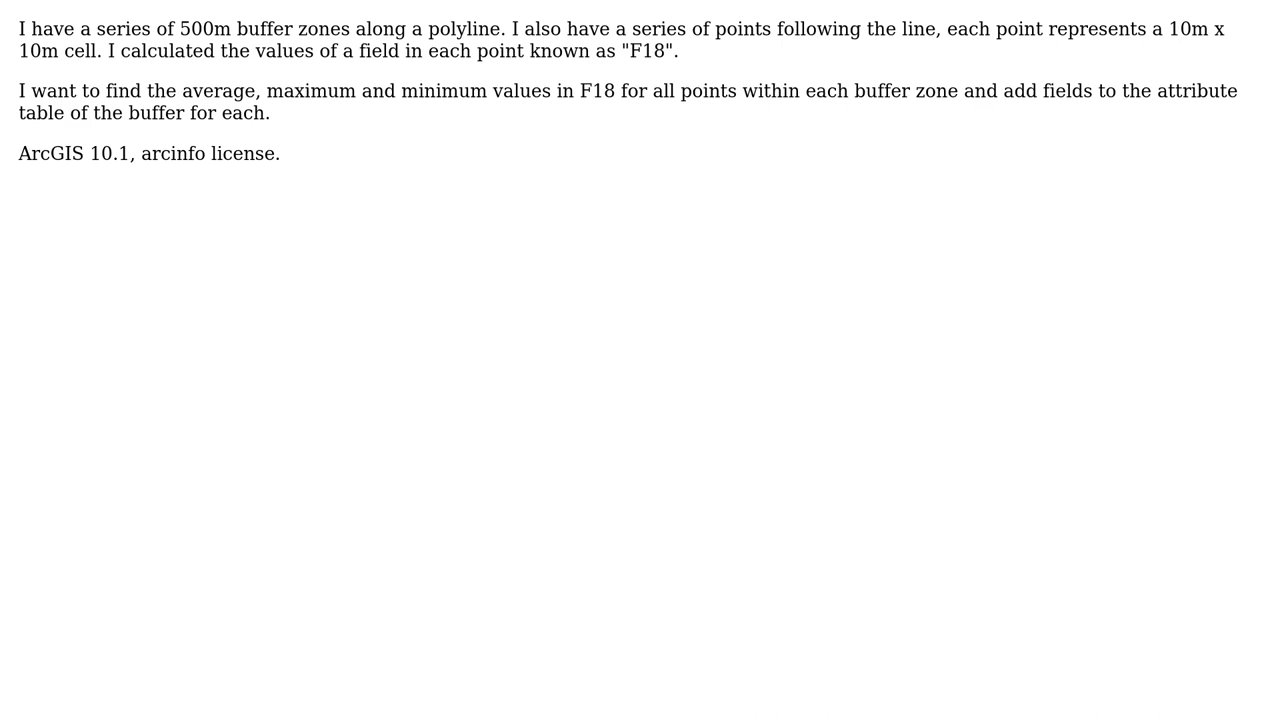 I have a series of 500m buffer zones along a polyline. I also have a series of points following the line, each point represents a 10m x
10m cell. I calculated the values of a field in each point known as "F18".
I want to find the average, maximum and minimum values in F18 for all points within each buffer zone and add fields to the attribute
table of the buffer for each.
ArcGIS 10.1, arcinfo license.